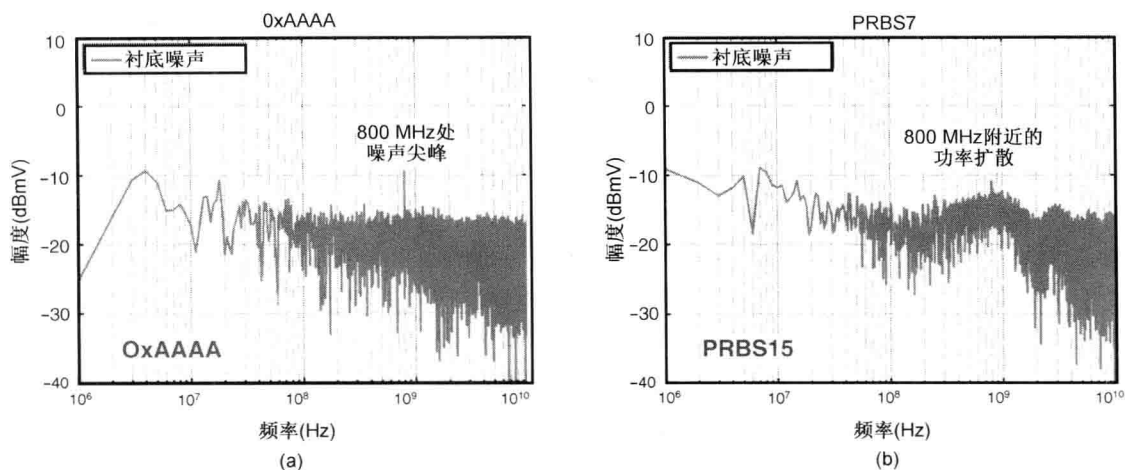 0xAAAA
衬底噪声
800 MHz处
噪声尖峰
OxAAAA
幅度(dBmV)
10
0
−10
−20
−30
−40
10⁶
10⁷
10⁸
10⁹
10¹⁰
频率(Hz)
(a)
PRBS7
衬底噪声
800 MHz附近的
功率扩散
PRBS15
幅度(dBmV)
10
0
−10
−20
−30
−40
10⁶
10⁷
10⁸
10⁹
10¹⁰
频率(Hz)
(b)